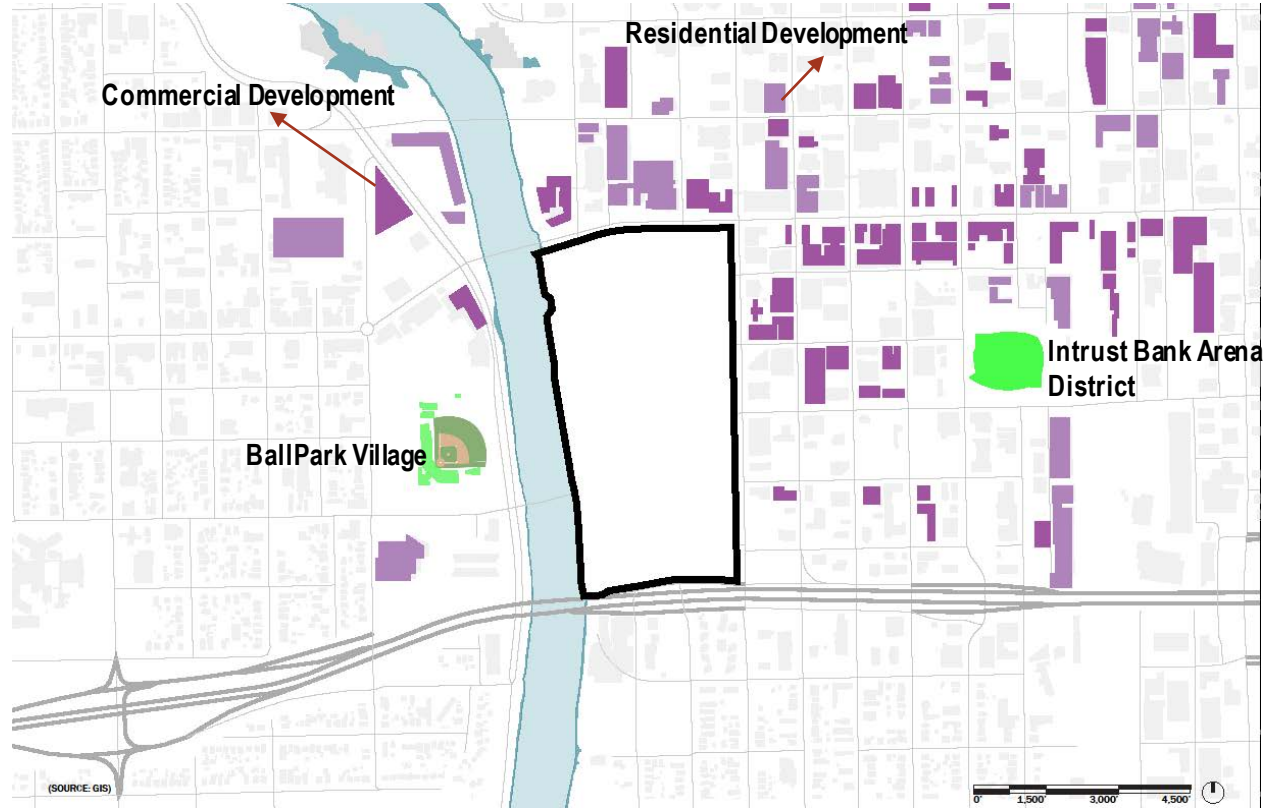 Residential Development
Commercial Development
Intrust Bank Arena
District
BallPark Village
(SOURCE: GIS)
0' 1,500' 3,000' 4,500'